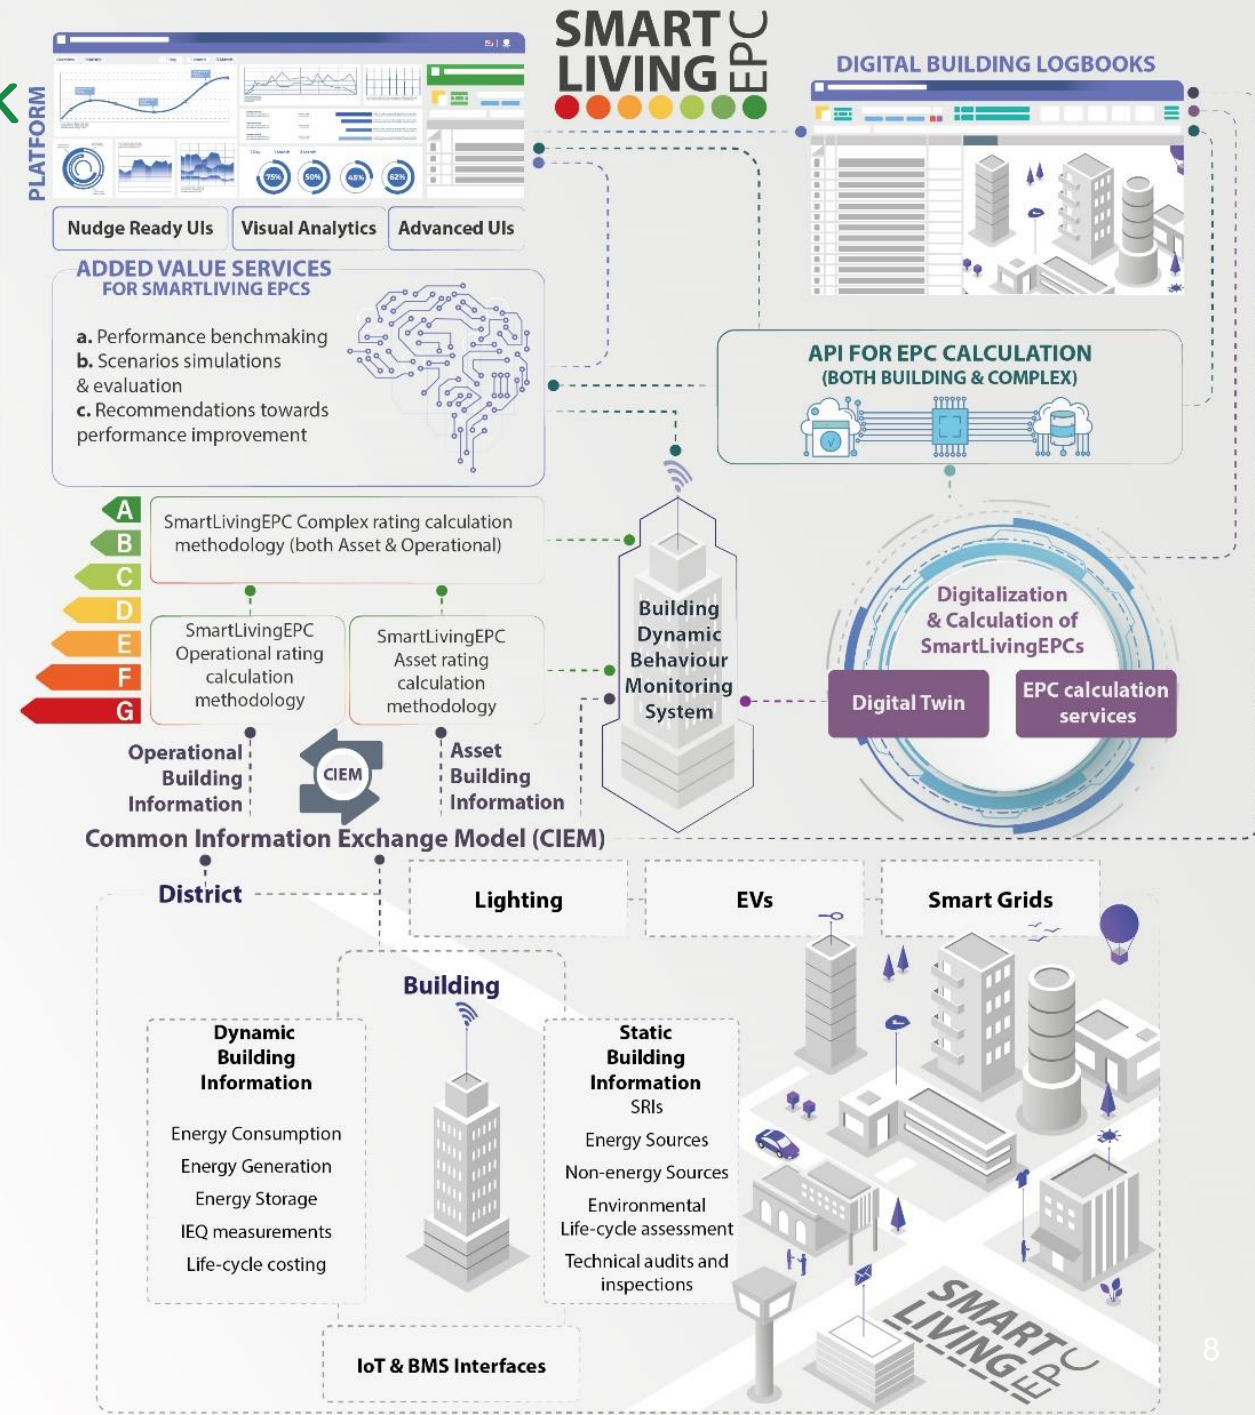 K
SMART
LIVING
EPC
PLATFORM
75%
50%
45%
62%
Nudge Ready UIs
Visual Analytics
Advanced UIs
DIGITAL BUILDING LOGBOOKS
ADDED VALUE SERVICES
FOR SMARTLIVING EPCS
a. Performance benchmaking
b. Scenarios simulations
& evaluation
c. Recommendations towards
performance improvement
API FOR EPC CALCULATION
(BOTH BUILDING & COMPLEX)
A
B
C
D
E
F
G
SmartLivingEPC Complex rating calculation
methodology (both Asset & Operational)
SmartLivingEPC
Operational rating
calculation
methodology
SmartLivingEPC
Asset rating
calculation
methodology
Building
Dynamic
Behaviour
Monitoring
System
Digitalization
& Calculation of
SmartLivingEPCs
Digital Twin
EPC calculation
services
Operational
Building
Information
CIEM
Asset
Building
Information
Common Information Exchange Model (CIEM)
District
Lighting
EVs
Smart Grids
Building
Dynamic
Building
Information
Energy Consumption
Energy Generation
Energy Storage
IEQ measurements
Life-cycle costing
Static
Building
Information
SRIs
Energy Sources
Non-energy Sources
Environmental
Life-cycle assessment
Technical audits and
inspections
IoT & BMS Interfaces
SMART
LIVING
EPC
8